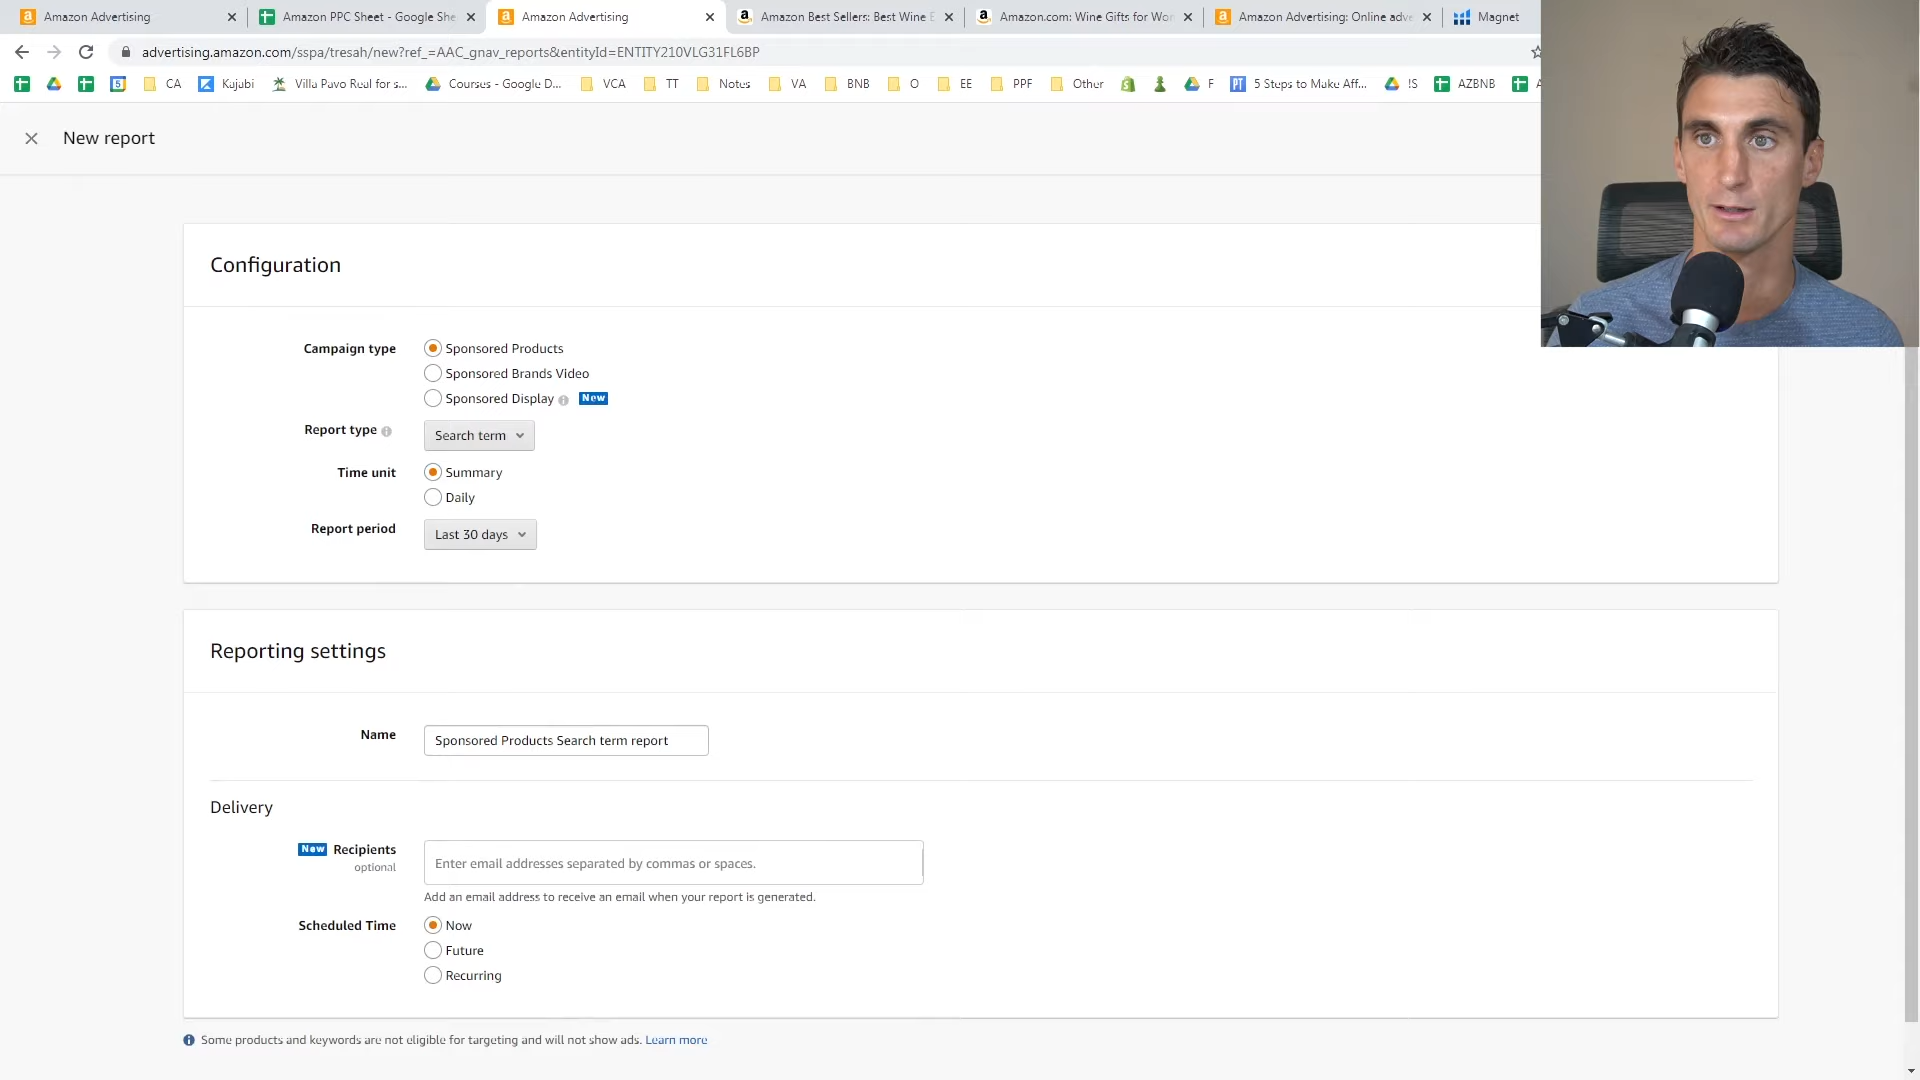 Amazon Advertising
Amazon PPC Sheet - Google She
Amazon Advertising
Amazon Best Sellers: Best Wine E
Amazon.com: Wine Gifts for Wor
Amazon Advertising: Online adve
Magnet
advertising.amazon.com/sspa/tresah/new?ref_=AAC_gnav_reports&entityId=ENTITY210VLG31FL6BP
5 CA Kajubi Villa Pavo Real for s... Courses - Google D... VCA TT Notes VA BNB O EE PPF Other F PT 5 Steps to Make Aff... !S AZBNB
New report
Configuration
Campaign type
Sponsored Products
Sponsored Brands Video
Sponsored Display New
Report type
Search term
Time unit
Summary
Daily
Report period
Last 30 days
Reporting settings
Name
Sponsored Products Search term report
Delivery
New Recipients
optional
Enter email addresses separated by commas or spaces.
Add an email address to receive an email when your report is generated.
Scheduled Time
Now
Future
Recurring
Some products and keywords are not eligible for targeting and will not show ads. Learn more